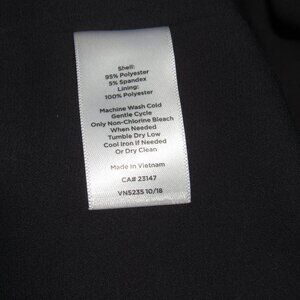 Shell:
95% Polyester
5% Spandex
Lining:
100% Polyester
Machine Wash Cold
Gentle Cycle
Only Non-Chlorine Bleach
When Needed
Tumble Dry Low
Cool Iron If Needed
Or Dry Clean
Made In Vietnam
CA# 23147
VN5235 10/18